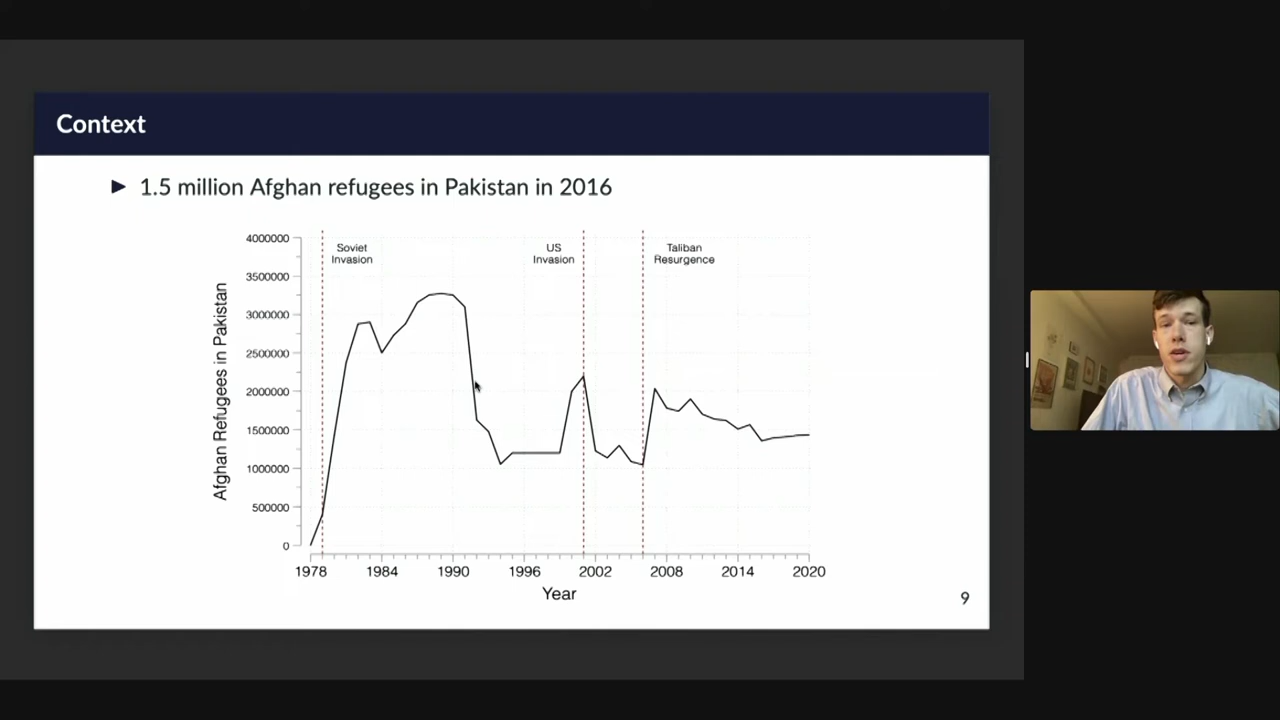 Context
► 1.5 million Afghan refugees in Pakistan in 2016
4000000
3500000
3000000
2500000
2000000
1500000
1000000
500000
0
Afghan Refugees in Pakistan
Soviet
Invasion
US
Invasion
Taliban
Resurgence
1978 1984 1990 1996 2002 2008 2014 2020
Year
9